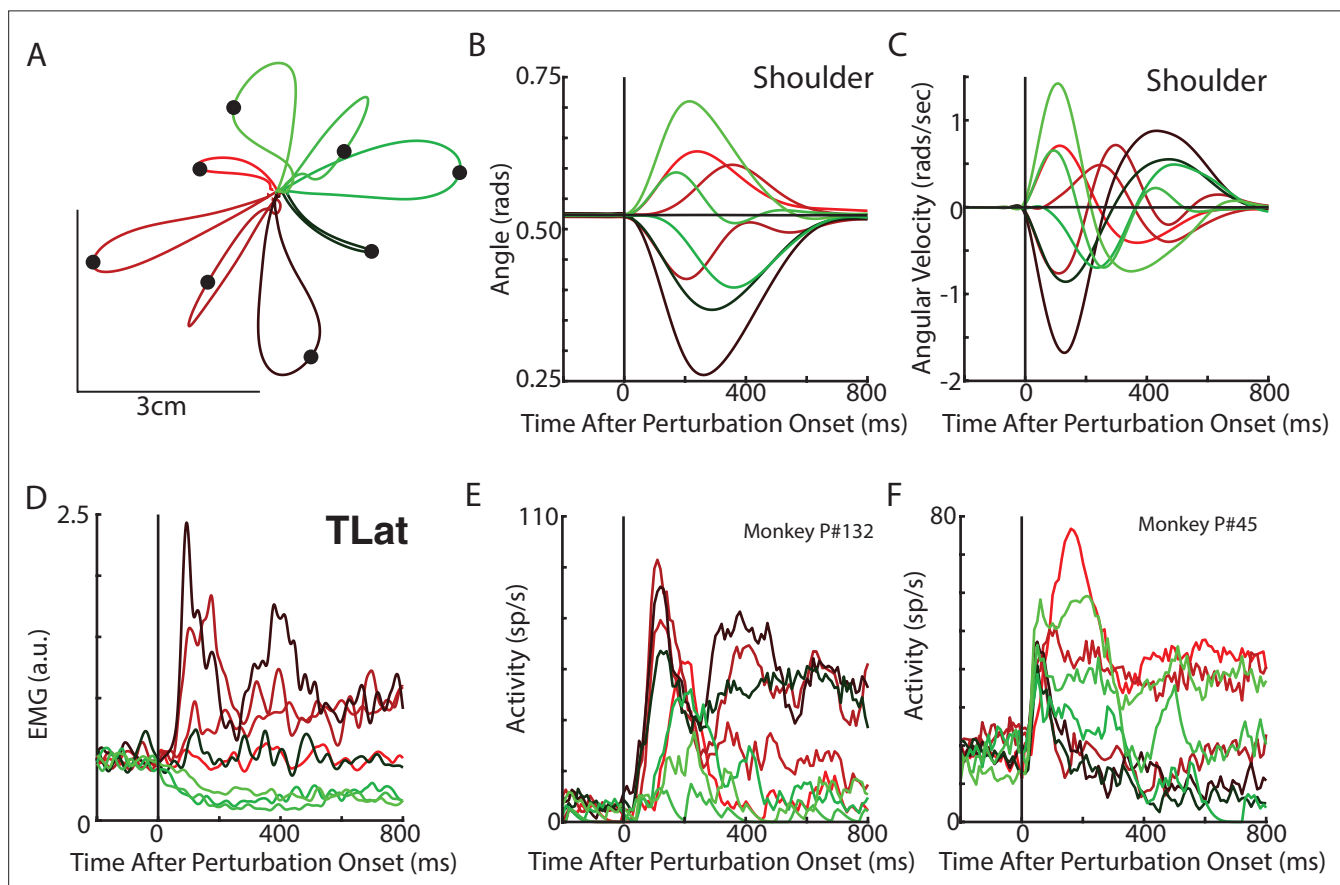 A
3cm
B
Shoulder
0.75
0.50
0.25
Angle (rads)
0
400
800
Time After Perturbation Onset (ms)
C
Shoulder
1
0
-1
-2
Angular Velocity (rads/sec)
0
400
800
Time After Perturbation Onset (ms)
D
TLat
2.5
0
EMG (a.u.)
0
400
800
Time After Perturbation Onset (ms)
E
Monkey P#132
110
0
Activity (sp/s)
0
400
800
Time After Perturbation Onset (ms)
F
Monkey P#45
80
0
Activity (sp/s)
0
400
800
Time After Perturbation Onset (ms)